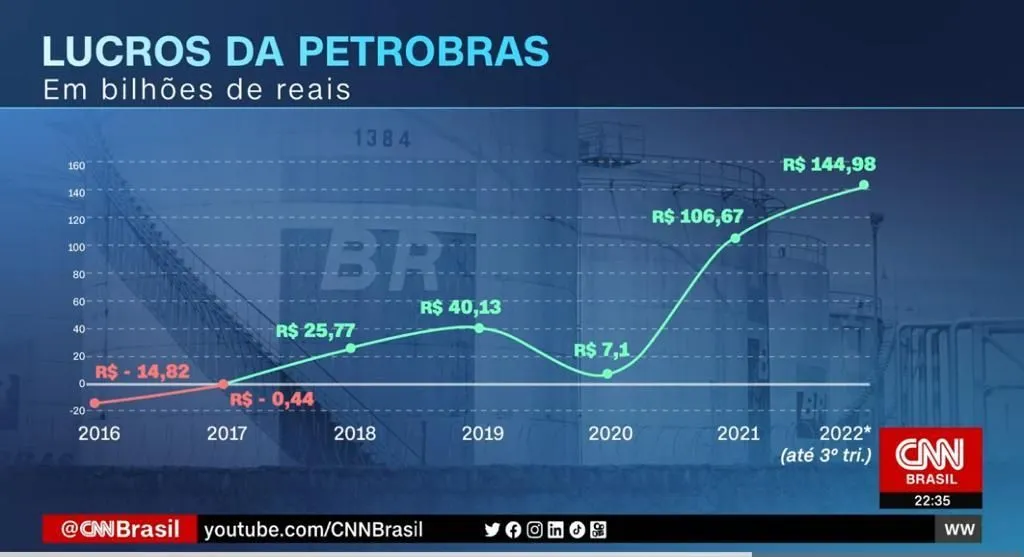 LUCROS DA PETROBRAS
Em bilhões de reais
1384
BR
160
140
120
100
80
60
40
20
0
-20
R$ - 14,82
R$ - 0,44
R$ 25,77
R$ 40,13
R$ 7,1
R$ 106,67
R$ 144,98
2016 2017 2018 2019 2020 2021 2022*
(até 3º tri.)
CNN
BRASIL
22:35
@CNNBrasil youtube.com/CNNBrasil WW